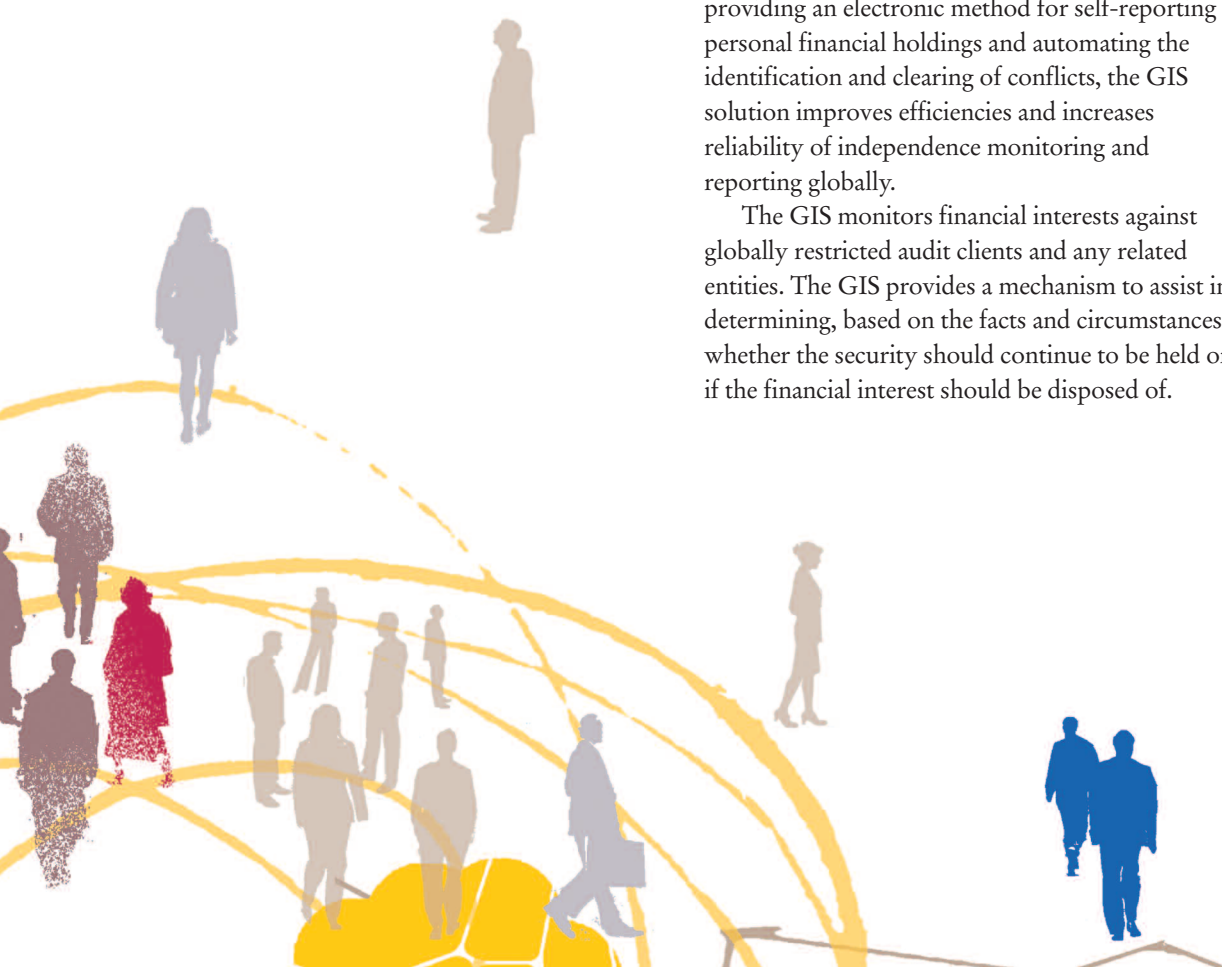 providing an electronic method for self-reporting
personal financial holdings and automating the
identification and clearing of conflicts, the GIS
solution improves efficiencies and increases
reliability of independence monitoring and
reporting globally.
The GIS monitors financial interests against
globally restricted audit clients and any related
entities. The GIS provides a mechanism to assist in
determining, based on the facts and circumstances
whether the security should continue to be held or
if the financial interest should be disposed of.